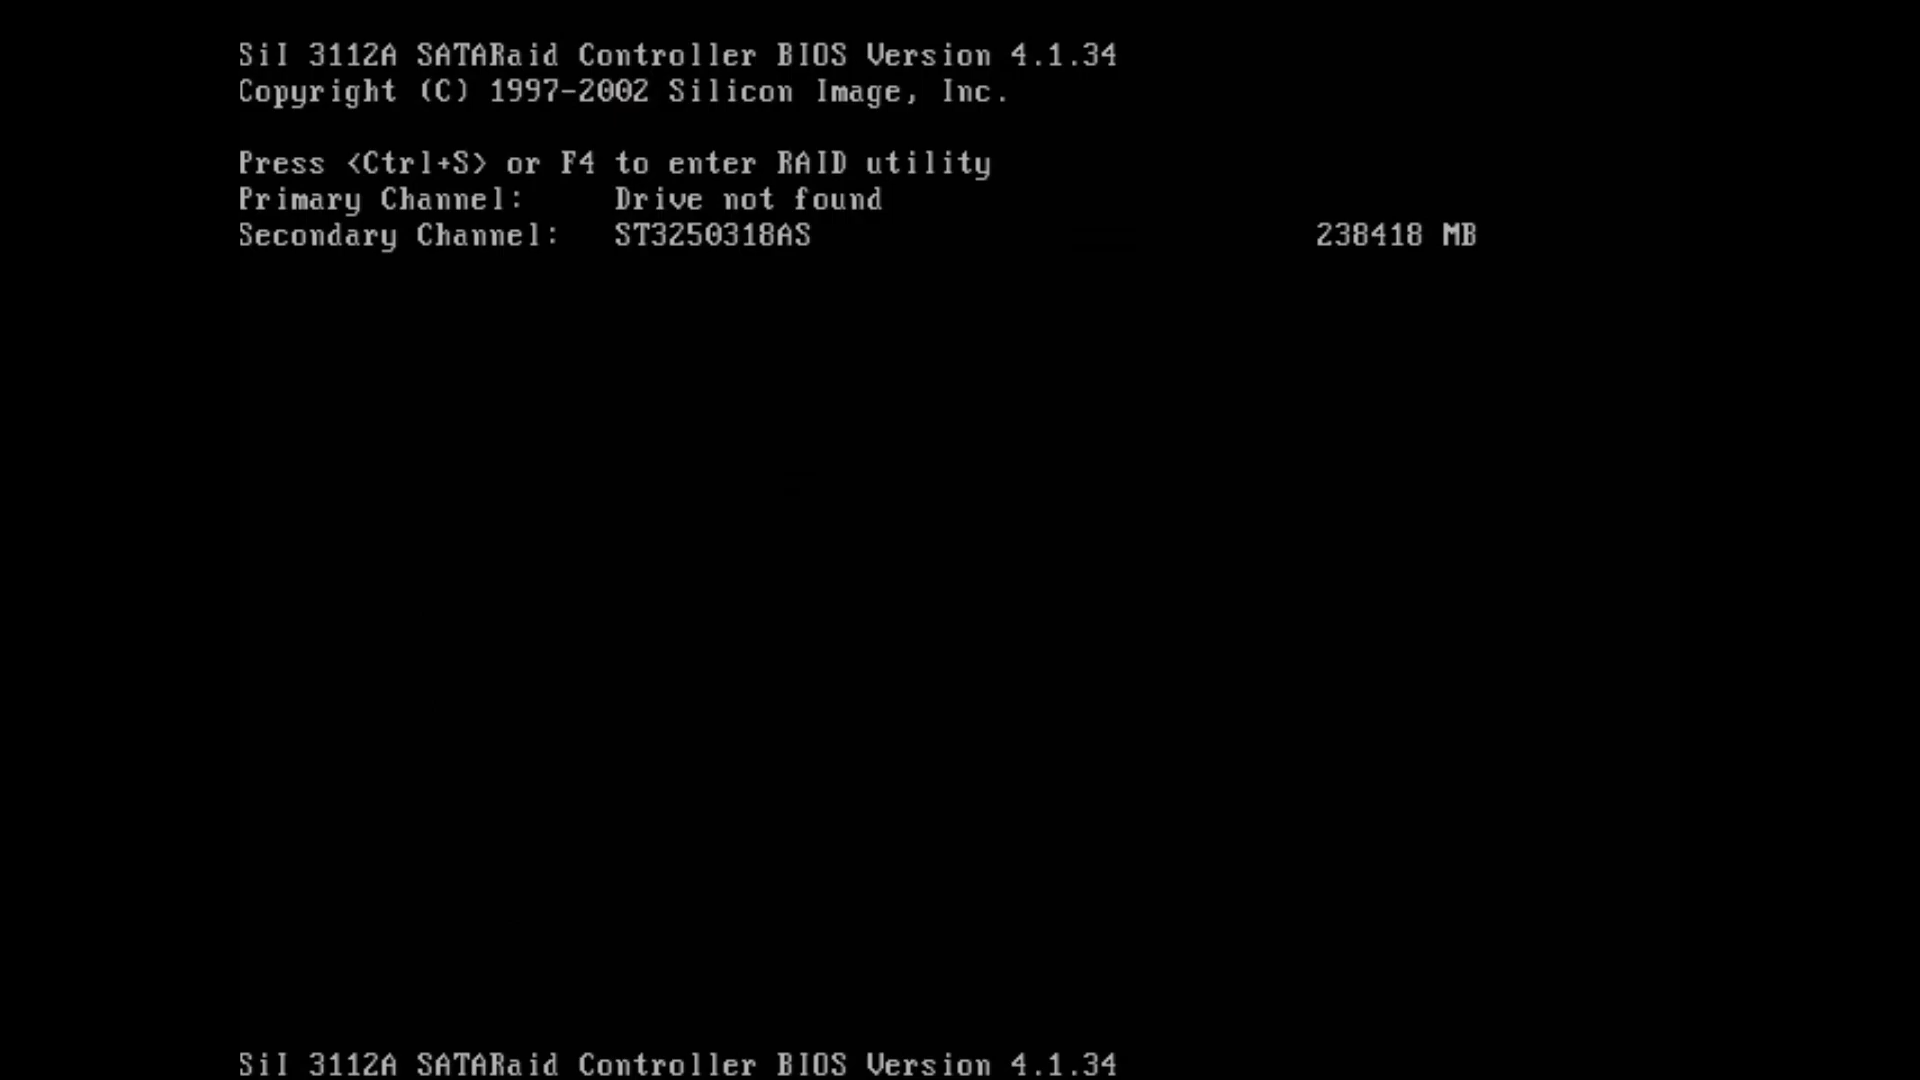 SiI 3112A SATARaid Controller BIOS Version 4.1.34
Copyright (C) 1997-2002 Silicon Image, Inc.
Press <Ctrl+S> or F4 to enter RAID utility
Primary Channel: Drive not found
Secondary Channel: ST3250318AS 238418 MB
SiI 3112A SATARaid Controller BIOS Version 4.1.34